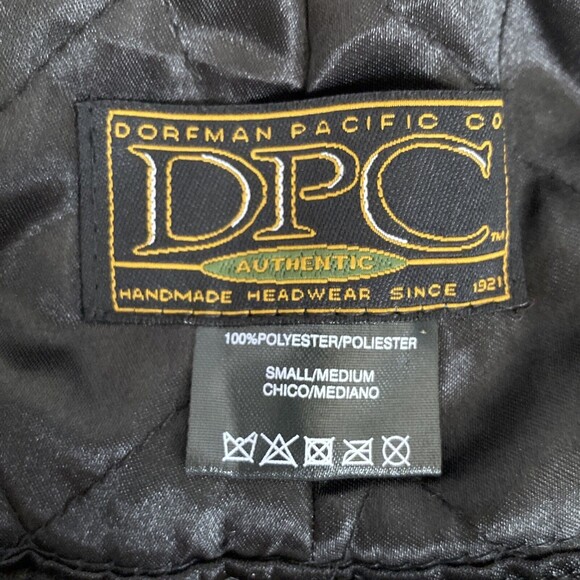 DORFMAN PACIFIC CO
DPC
TM
AUTHENTIC
HANDMADE HEADWEAR SINCE 1921
100%POLYESTER/POLIESTER
SMALL/MEDIUM
CHICO/MEDIANO